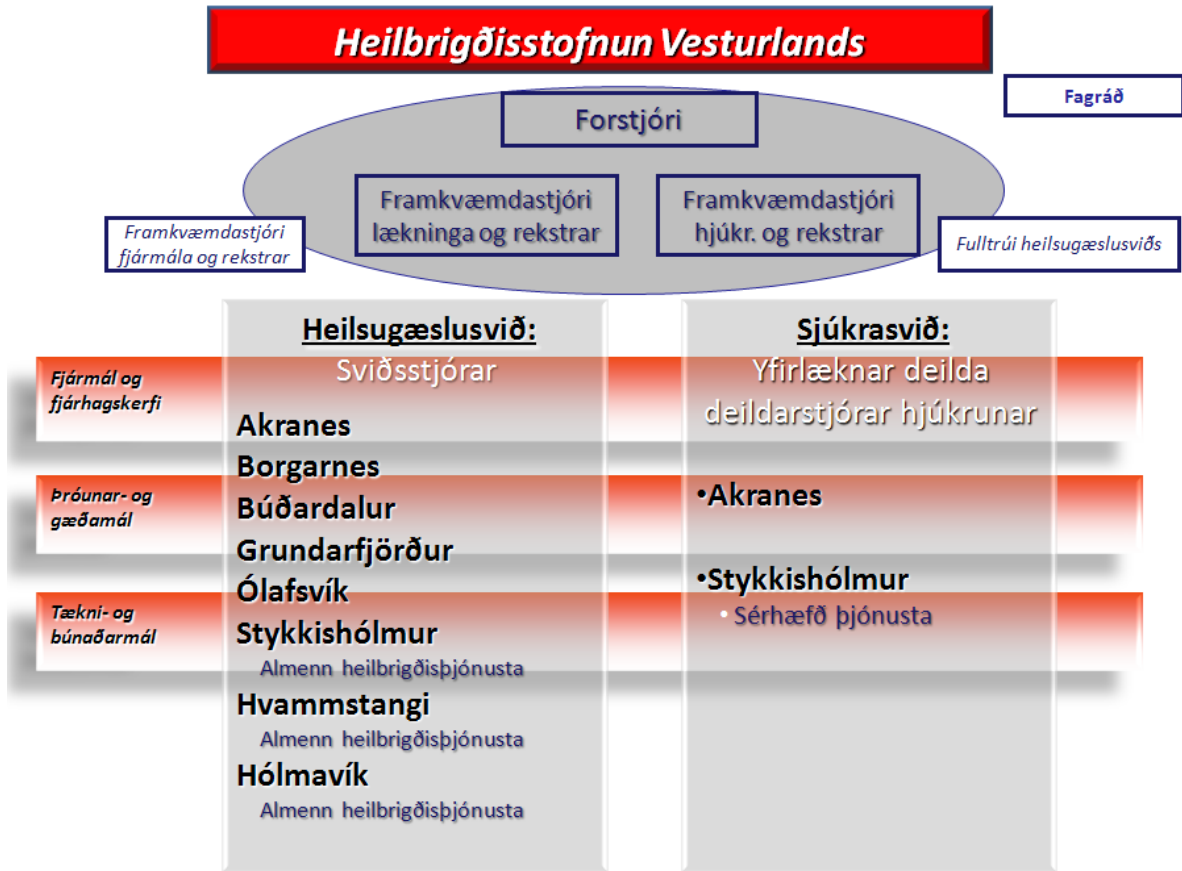 Heilbrigðisstofnun Vesturlands
Fagráð
Forstjóri
Framkvæmdastjóri
lækninga og rekstrar
Framkvæmdastjóri
hjúkr. og rekstrar
Framkvæmdastjóri
fjármála og rekstrar
Fulltrúi heilsugæslusviðs
Fjármál og
fjárhagskerfi
Þróunar- og
gæðamál
Tækni- og
búnaðarmál
Heilsugæslusvið:
Sviðsstjórar
Akranes
Borgarnes
Búðardalur
Grundarfjörður
Ólafsvík
Stykkishólmur
Almenn heilbrigðisþjónusta
Hvammstangi
Almenn heilbrigðisþjónusta
Hólmavík
Almenn heilbrigðisþjónusta
Sjúkrasvið:
Yfirlæknar deilda
deildarstjórar hjúkrunar
•Akranes
•Stykkishólmur
• Sérhæfð þjónusta